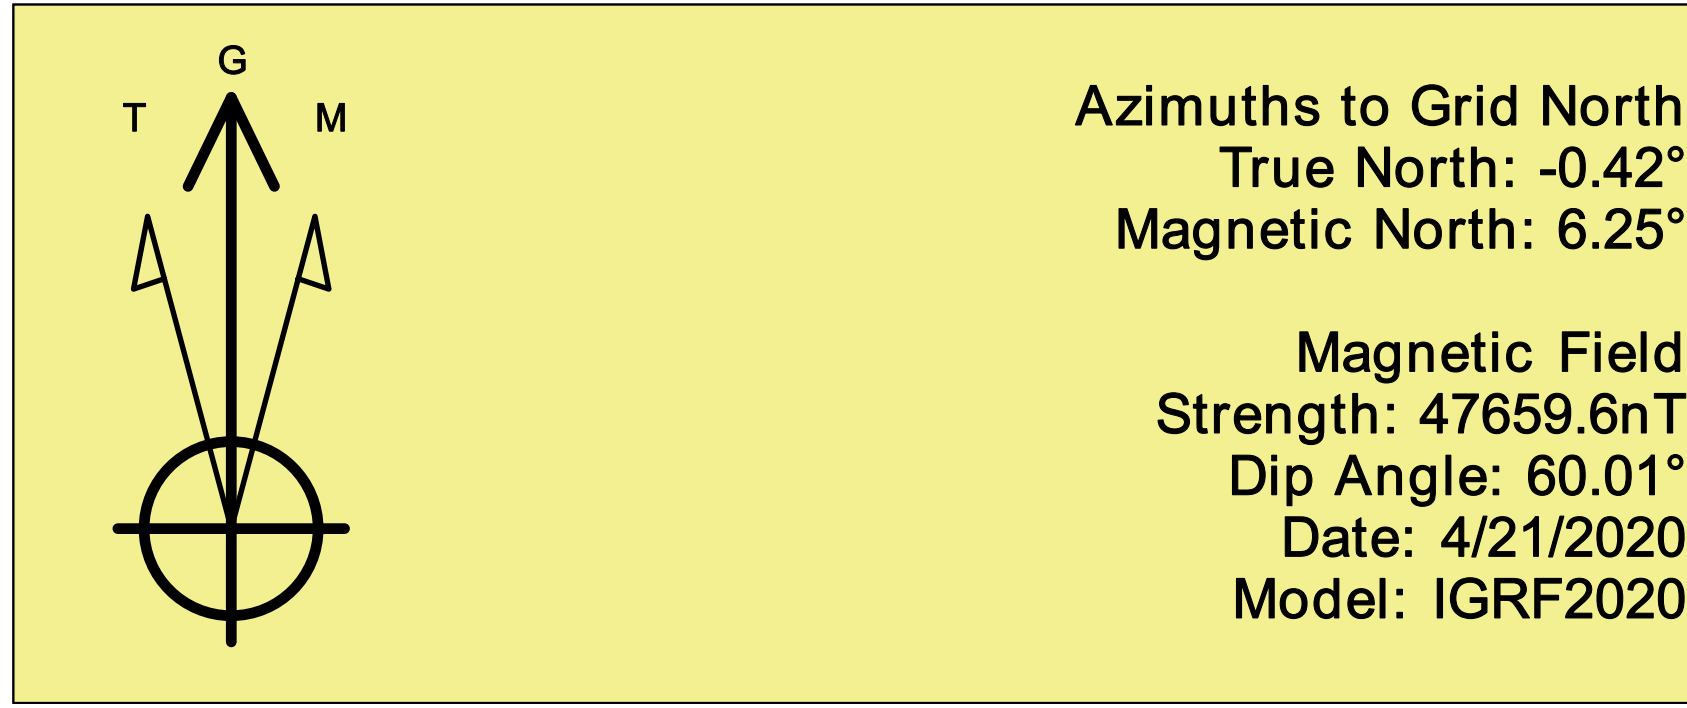 G
T M
Azimuths to Grid North
True North: -0.42°
Magnetic North: 6.25°
Magnetic Field
Strength: 47659.6nT
Dip Angle: 60.01°
Date: 4/21/2020
Model: IGRF2020